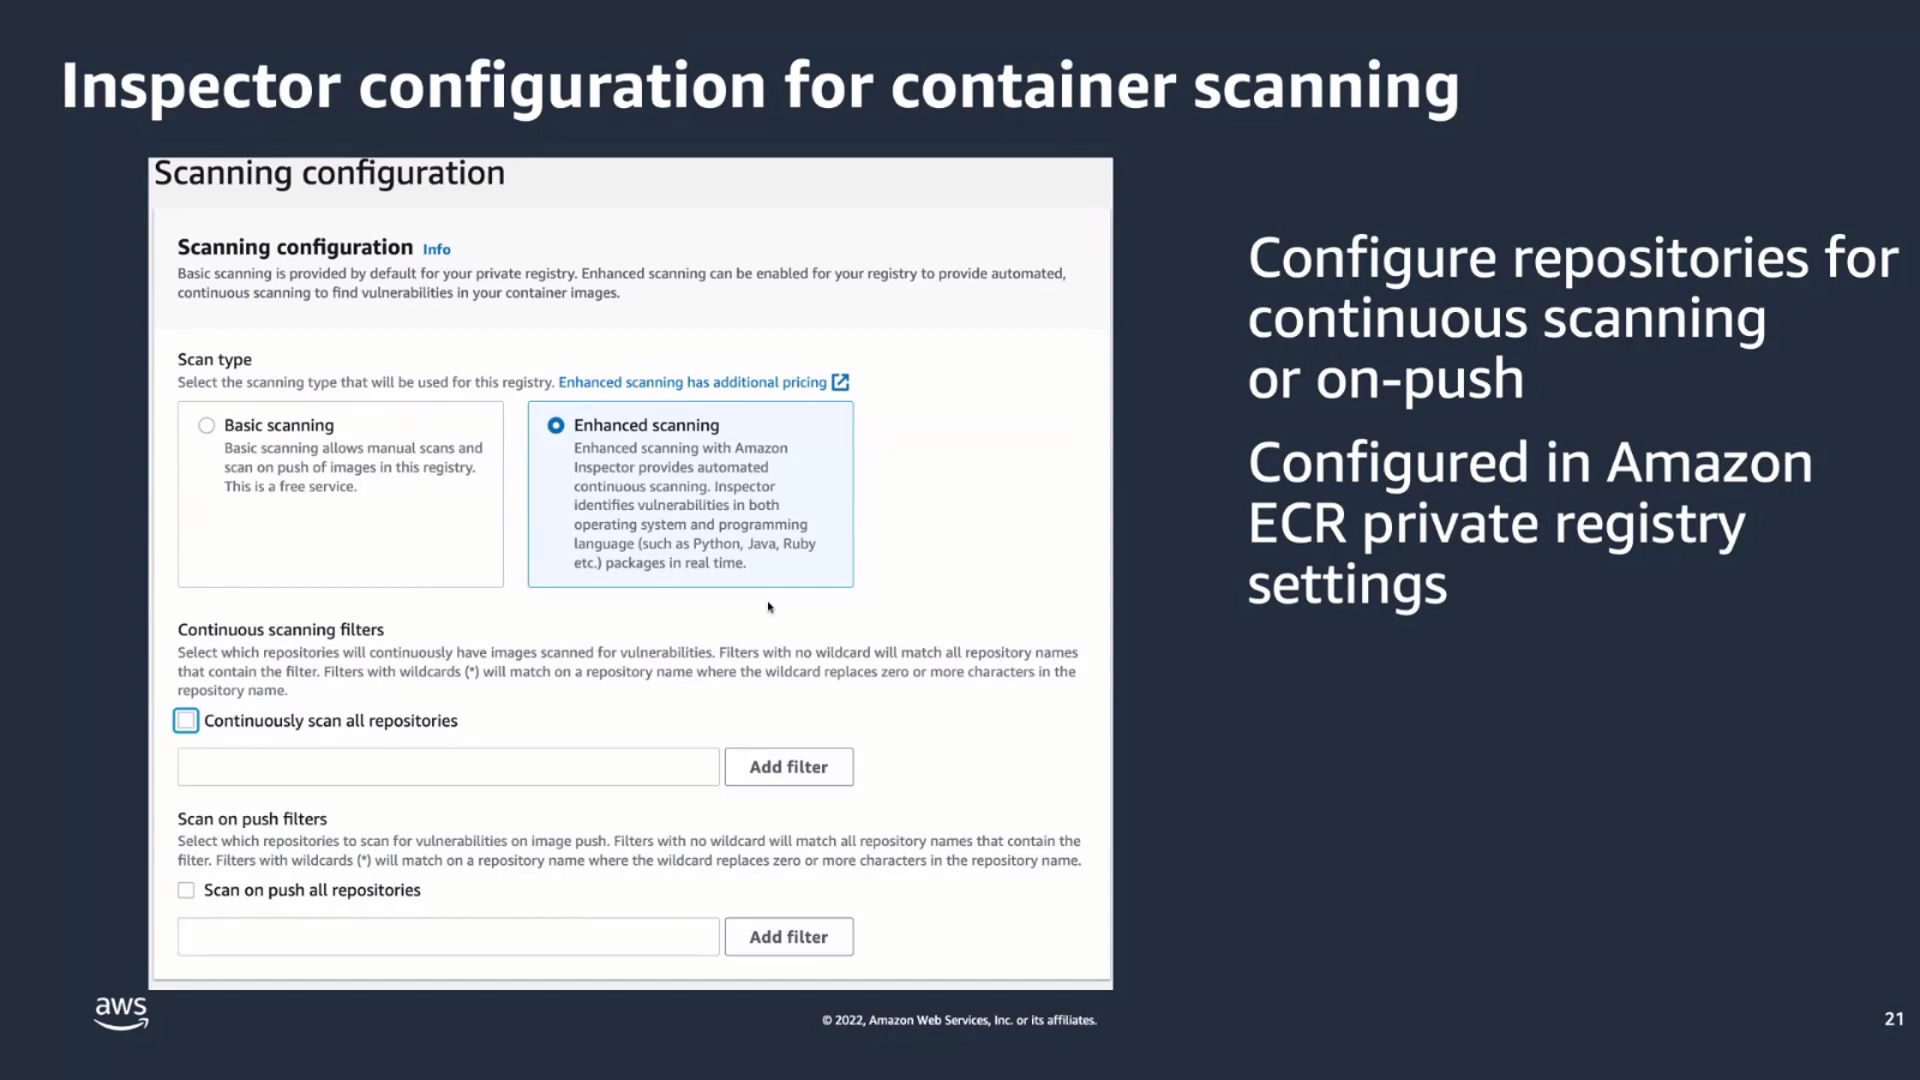 Inspector configuration for container scanning
Scanning configuration
Scanning configuration Info
Basic scanning is provided by default for your private registry. Enhanced scanning can be enabled for your registry to provide automated,
continuous scanning to find vulnerabilities in your container images.
Scan type
Select the scanning type that will be used for this registry. Enhanced scanning has additional pricing
Basic scanning
Basic scanning allows manual scans and
scan on push of images in this registry.
This is a free service.
Enhanced scanning
Enhanced scanning with Amazon
Inspector provides automated
continuous scanning. Inspector
identifies vulnerabilities in both
operating system and programming
language (such as Python, Java, Ruby
etc.) packages in real time.
Continuous scanning filters
Select which repositories will continuously have images scanned for vulnerabilities. Filters with no wildcard will match all repository names
that contain the filter. Filters with wildcards (*) will match on a repository name where the wildcard replaces zero or more characters in the
repository name.
Continuously scan all repositories
Add filter
Scan on push filters
Select which repositories to scan for vulnerabilities on image push. Filters with no wildcard will match all repository names that contain the
filter. Filters with wildcards (*) will match on a repository name where the wildcard replaces zero or more characters in the repository name.
Scan on push all repositories
Add filter
Configure repositories for
continuous scanning
or on-push
Configured in Amazon
ECR private registry
settings
aws
© 2022, Amazon Web Services, Inc. or its affiliates.
21